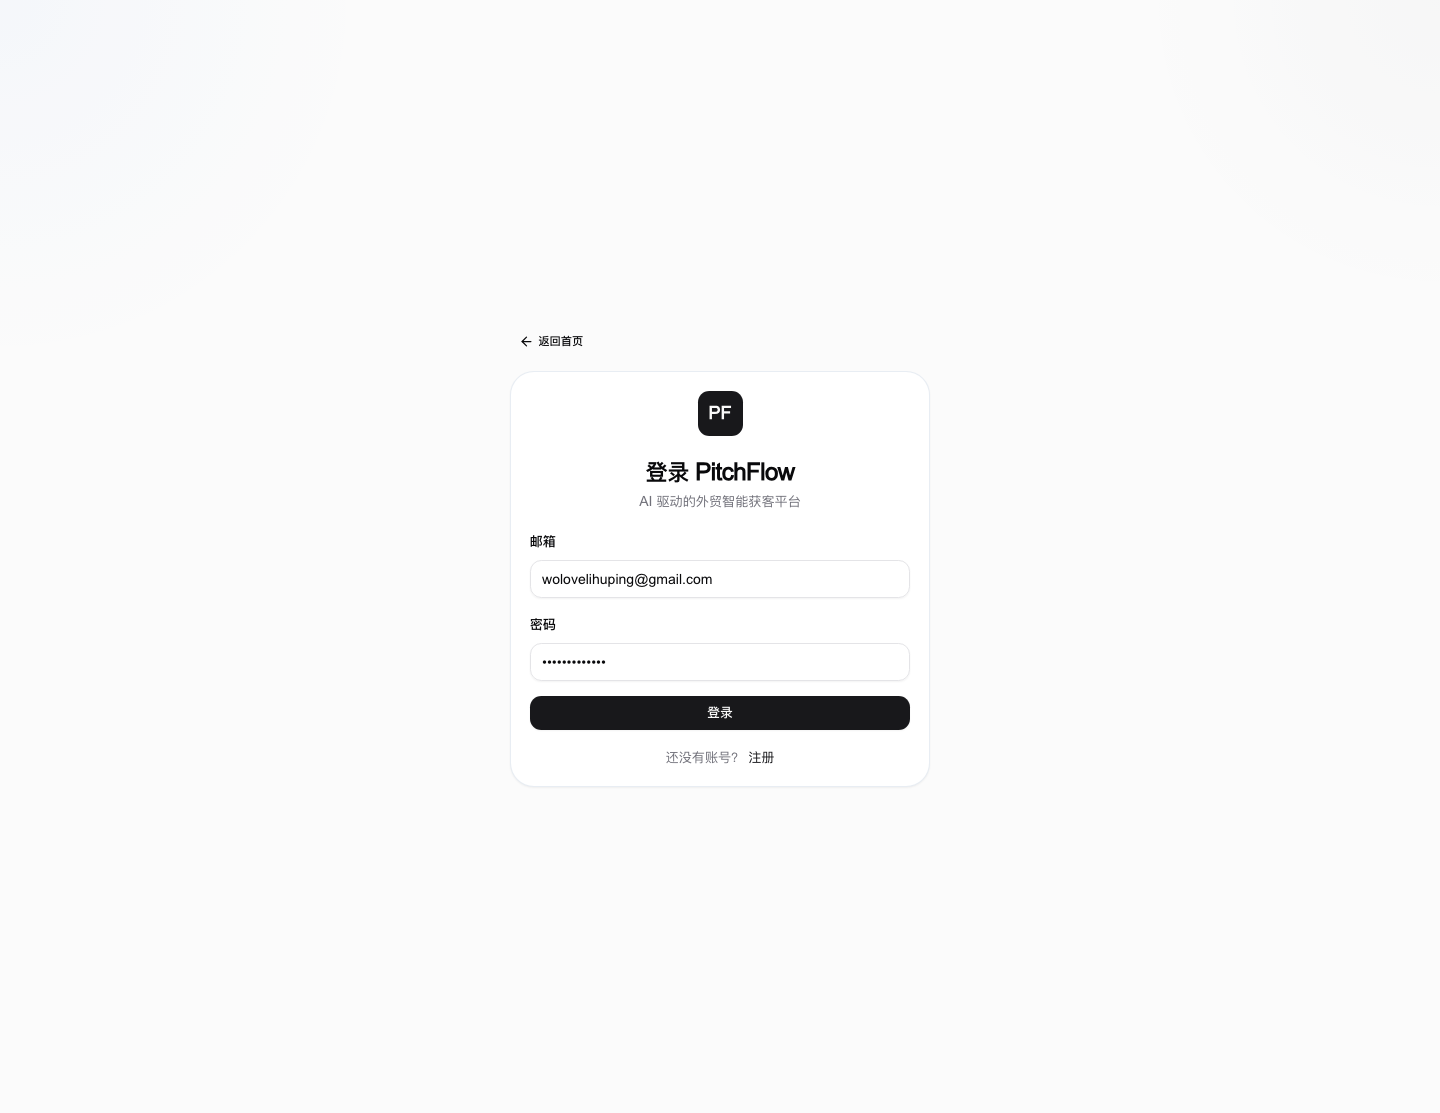 返回首页
PF
登录 PitchFlow
AI 驱动的外贸智能获客平台
邮箱
wolovelihuping@gmail.com
密码
•••••••••••••
登录
还没有账号? 注册